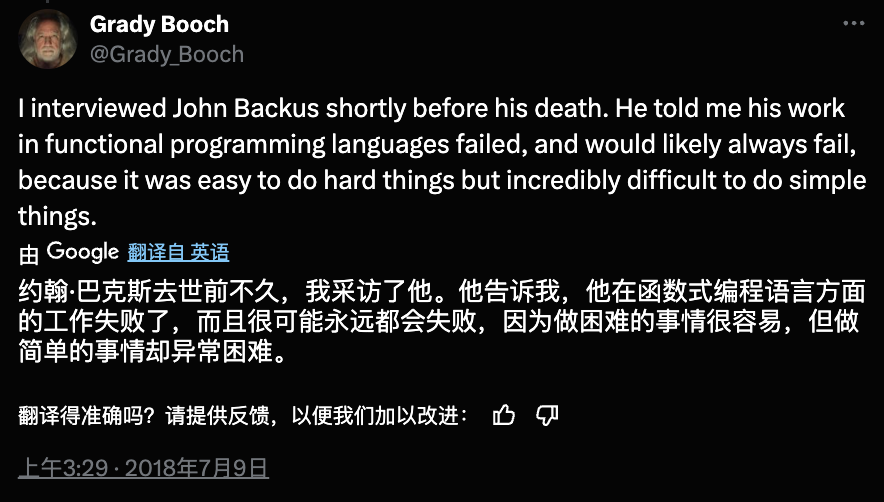 Grady Booch
@Grady_Booch
I interviewed John Backus shortly before his death. He told me his work
in functional programming languages failed, and would likely always fail,
because it was easy to do hard things but incredibly difficult to do simple
things.
由 Google 翻译自 英语
约翰·巴克斯去世前不久，我采访了他。他告诉我，他在函数式编程语言方面
的工作失败了，而且很可能永远都会失败，因为做困难的事情很容易，但做
简单的事情却异常困难。
翻译得准确吗？请提供反馈，以便我们加以改进：
上午3:29 · 2018年7月9日